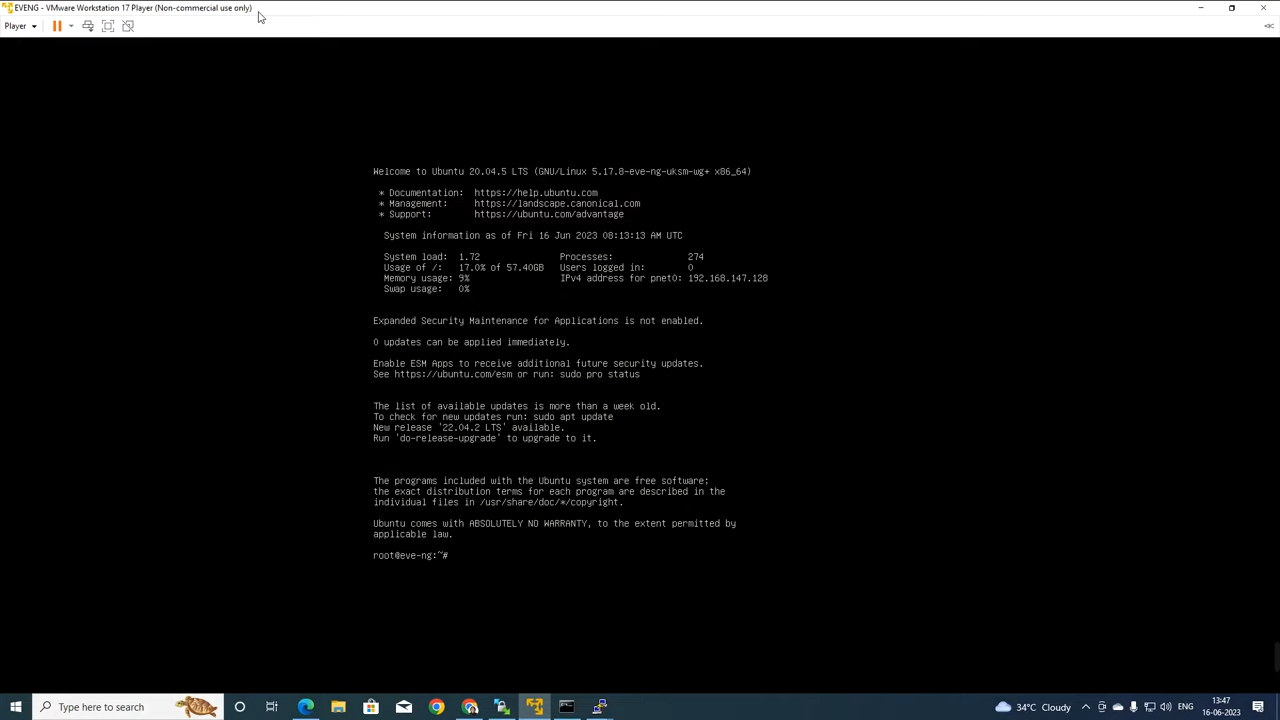 EVENG - VMware Workstation 17 Player (Non-commercial use only)
Player
Welcome to Ubuntu 20.04.5 LTS (GNU/Linux 5.17.8-eve-ng-uksm-wg+ x86_64)
* Documentation: https://help.ubuntu.com
* Management: https://landscape.canonical.com
* Support: https://ubuntu.com/advantage
System information as of Fri 16 Jun 2023 08:13:13 AM UTC
System load: 1.72 Processes: 274
Usage of /: 17.0% of 57.40GB Users logged in: 0
Memory usage: 9% IPv4 address for pnet0: 192.168.147.128
Swap usage: 0%
Expanded Security Maintenance for Applications is not enabled.
0 updates can be applied immediately.
Enable ESM Apps to receive additional future security updates.
See https://ubuntu.com/esm or run: sudo pro status
The list of available updates is more than a week old.
To check for new updates run: sudo apt update
New release '22.04.2 LTS' available.
Run 'do-release-upgrade' to upgrade to it.
The programs included with the Ubuntu system are free software;
the exact distribution terms for each program are described in the
individual files in /usr/share/doc/*/copyright.
Ubuntu comes with ABSOLUTELY NO WARRANTY, to the extent permitted by
applicable law.
root@eve-ng:~#
Type here to search
34°C Cloudy
ENG
13:47
16-06-2023